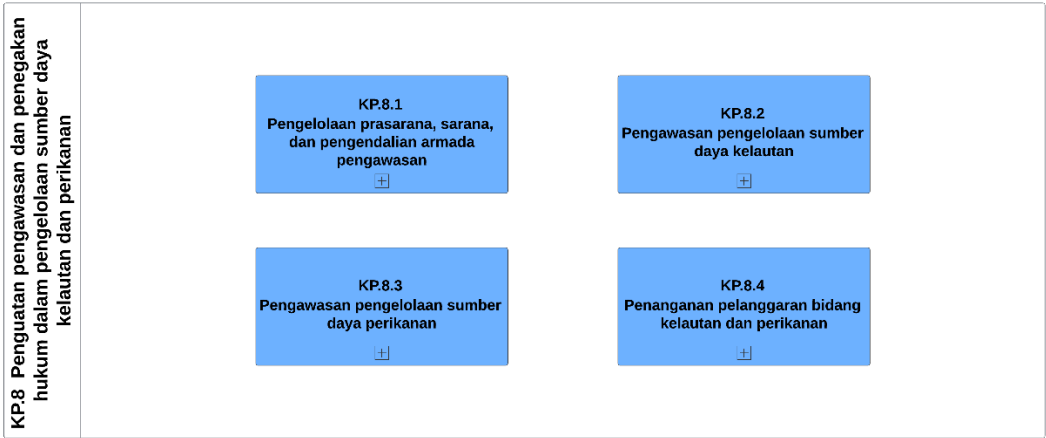 KP.8 Penguatan pengawasan dan penegakan
hukum dalam pengelolaan sumber daya
kelautan dan perikanan
KP.8.1
Pengelolaan prasarana, sarana,
dan pengendalian armada
pengawasan
KP.8.2
Pengawasan pengelolaan sumber
daya kelautan
KP.8.3
Pengawasan pengelolaan sumber
daya perikanan
KP.8.4
Penanganan pelanggaran bidang
kelautan dan perikanan